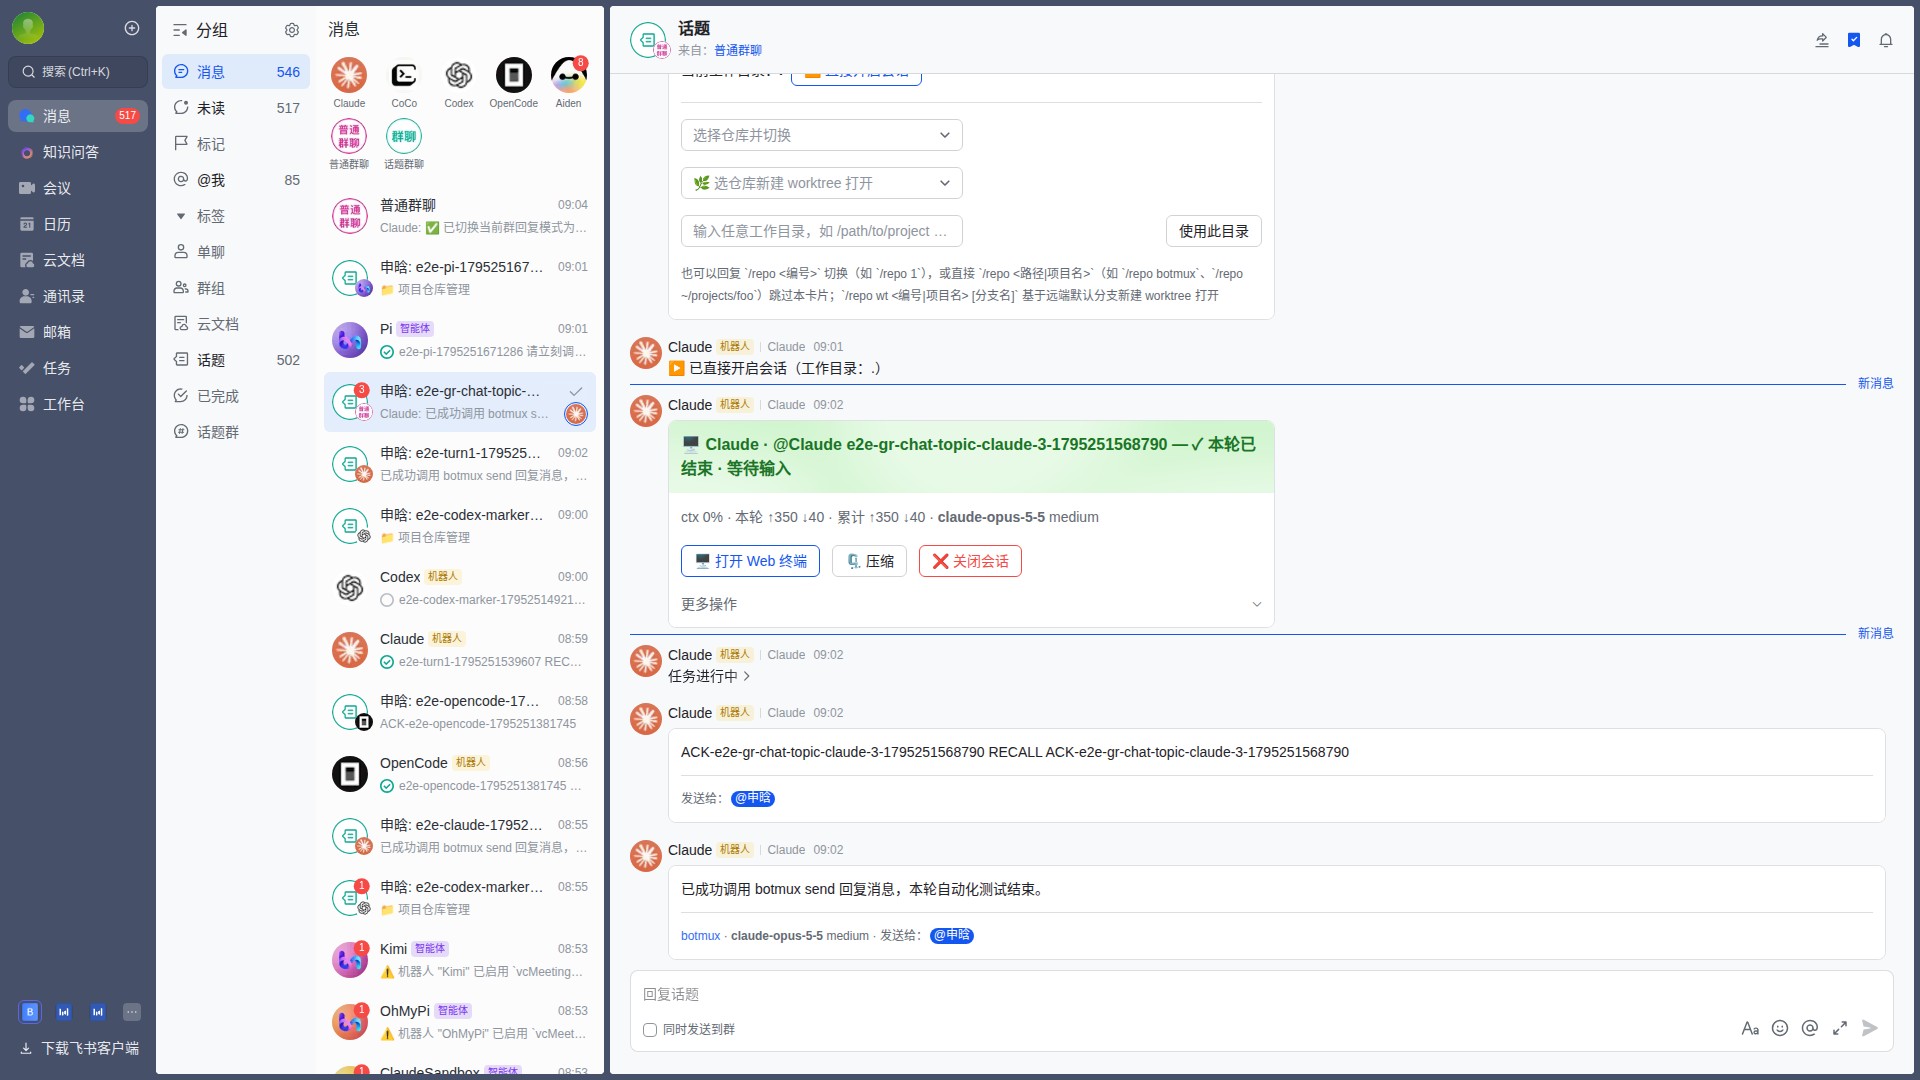 搜索 (Ctrl+K)
消息 517
知识问答
会议
日历
云文档
通讯录
邮箱
任务
工作台
下载飞书客户端
分组
消息 546
未读 517
标记
@我 85
标签
单聊
群组
云文档
话题 502
已完成
话题群
消息
Claude CoCo Codex OpenCode 8 Aiden
普通群聊 普通群聊
群聊 话题群聊
普通群聊 09:04
Claude: ✅ 已切换当前群回复模式为…
申晗: e2e-pi-179525167… 09:01
📁 项目仓库管理
Pi 智能体 09:01
e2e-pi-1795251671286 请立刻调…
3 申晗: e2e-gr-chat-topic-…
Claude: 已成功调用 botmux s…
申晗: e2e-turn1-179525… 09:02
已成功调用 botmux send 回复消息，…
申晗: e2e-codex-marker… 09:00
📁 项目仓库管理
Codex 机器人 09:00
e2e-codex-marker-17952514921…
Claude 机器人 08:59
e2e-turn1-1795251539607 REC…
申晗: e2e-opencode-17… 08:58
ACK-e2e-opencode-1795251381745
OpenCode 机器人 08:56
e2e-opencode-1795251381745 …
申晗: e2e-claude-17952… 08:55
已成功调用 botmux send 回复消息，…
1 申晗: e2e-codex-marker… 08:55
📁 项目仓库管理
1 Kimi 智能体 08:53
⚠️ 机器人 "Kimi" 已启用 `vcMeeting…
1 OhMyPi 智能体 08:53
⚠️ 机器人 "OhMyPi" 已启用 `vcMeet…
1 ClaudeSandbox 智能体 08:53
话题
来自：普通群聊
选择仓库并切换
🌿 选仓库新建 worktree 打开
输入任意工作目录，如 /path/to/project … 使用此目录
也可以回复 `/repo <编号>` 切换（如 `/repo 1`），或直接 `/repo <路径|项目名>`（如 `/repo botmux`、`/repo
~/projects/foo`）跳过本卡片；`/repo wt <编号|项目名> [分支名]` 基于远端默认分支新建 worktree 打开
Claude 机器人 | Claude 09:01
▶️ 已直接开启会话（工作目录：.）
新消息
Claude 机器人 | Claude 09:02
🖥️ Claude · @Claude e2e-gr-chat-topic-claude-3-1795251568790 — ✓ 本轮已
结束 · 等待输入
ctx 0% · 本轮 ↑350 ↓40 · 累计 ↑350 ↓40 · claude-opus-5-5 medium
🖥️ 打开 Web 终端 🗜️ 压缩 ❌ 关闭会话
更多操作
新消息
Claude 机器人 | Claude 09:02
任务进行中
Claude 机器人 | Claude 09:02
ACK-e2e-gr-chat-topic-claude-3-1795251568790 RECALL ACK-e2e-gr-chat-topic-claude-3-1795251568790
发送给：@申晗
Claude 机器人 | Claude 09:02
已成功调用 botmux send 回复消息，本轮自动化测试结束。
botmux · claude-opus-5-5 medium · 发送给：@申晗
回复话题
同时发送到群